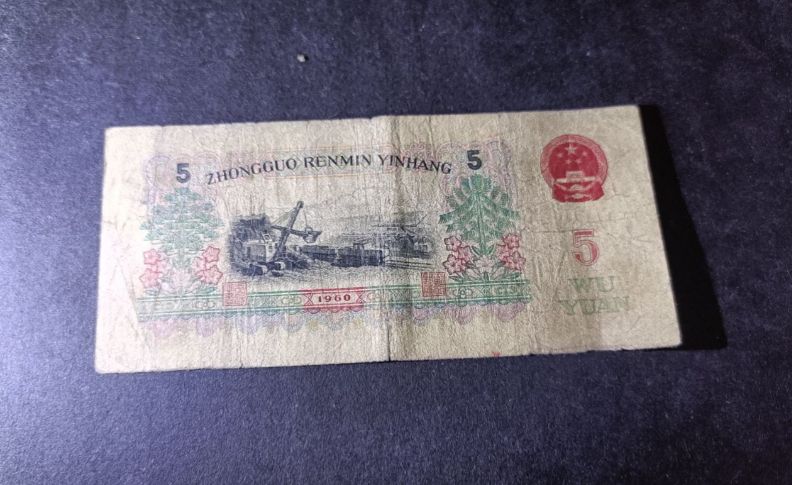 5 ZHONGGUO RENMIN YINHANG 5
5
WU
YUAN
1960